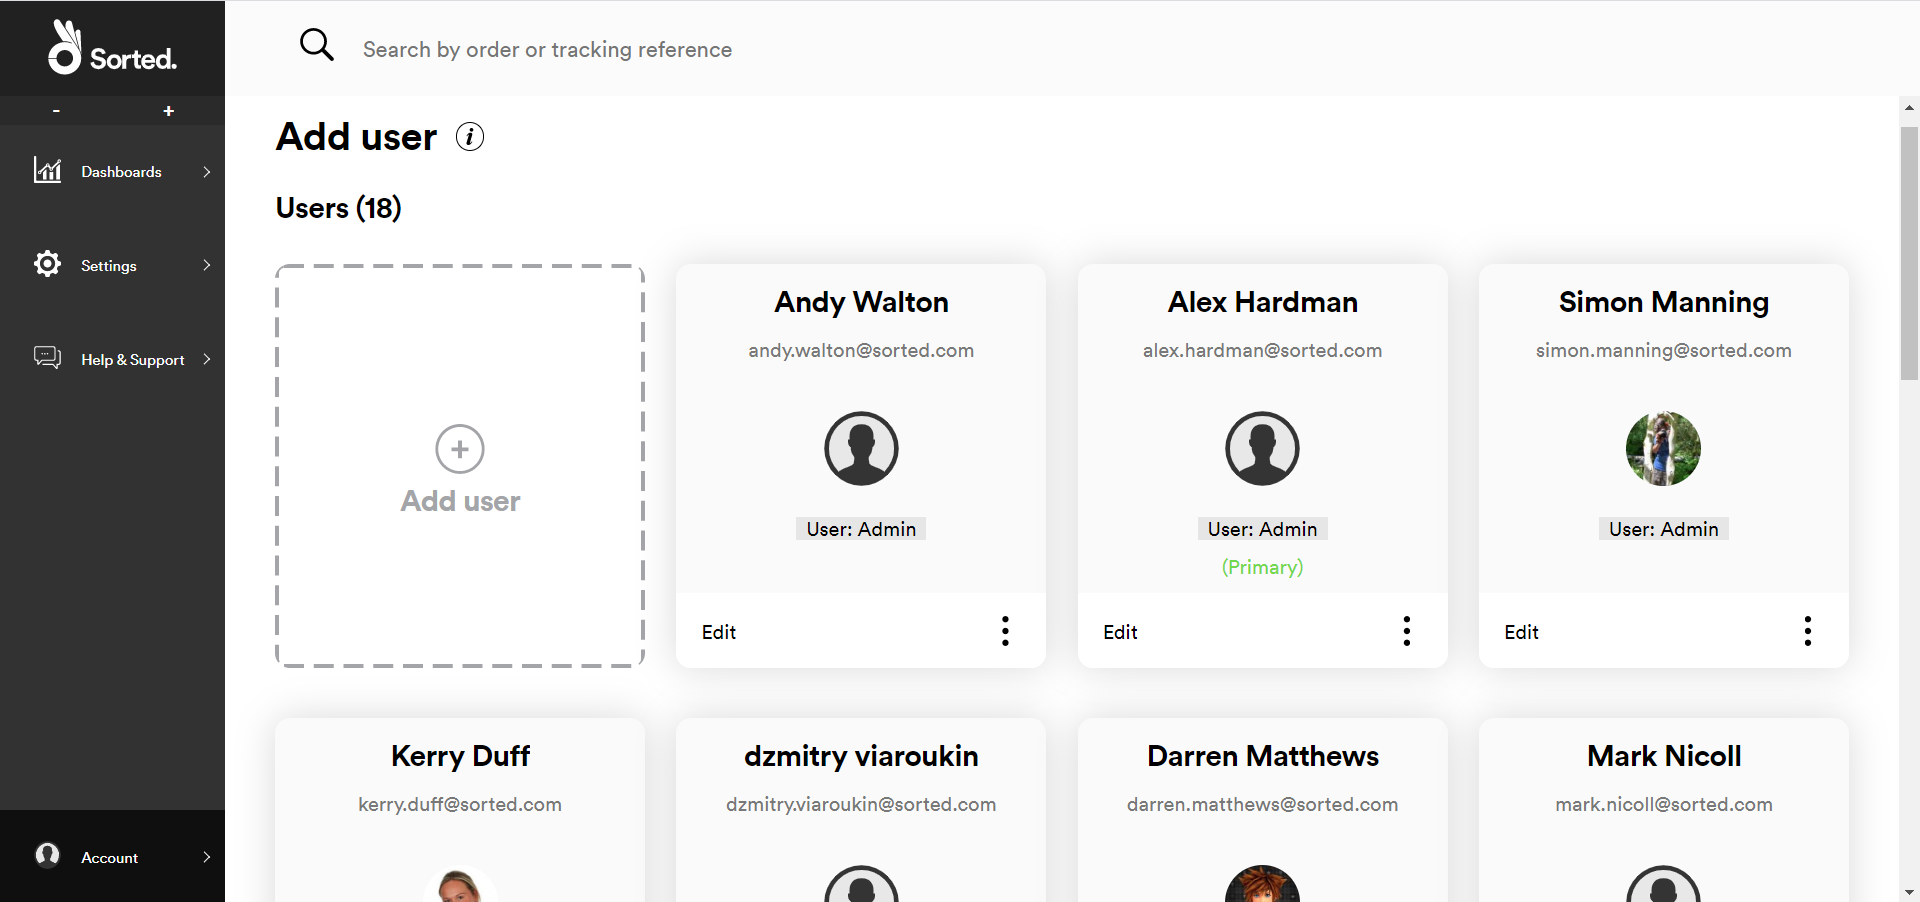 Sorted.
Search by order or tracking reference
- +
Dashboards
Settings
Help & Support
Account
Add user i
Users (18)
+
Add user
Andy Walton
andy.walton@sorted.com
User: Admin
Edit
Alex Hardman
alex.hardman@sorted.com
User: Admin
(Primary)
Edit
Simon Manning
simon.manning@sorted.com
User: Admin
Edit
Kerry Duff
kerry.duff@sorted.com
dzmitry viaroukin
dzmitry.viaroukin@sorted.com
Darren Matthews
darren.matthews@sorted.com
Mark Nicoll
mark.nicoll@sorted.com